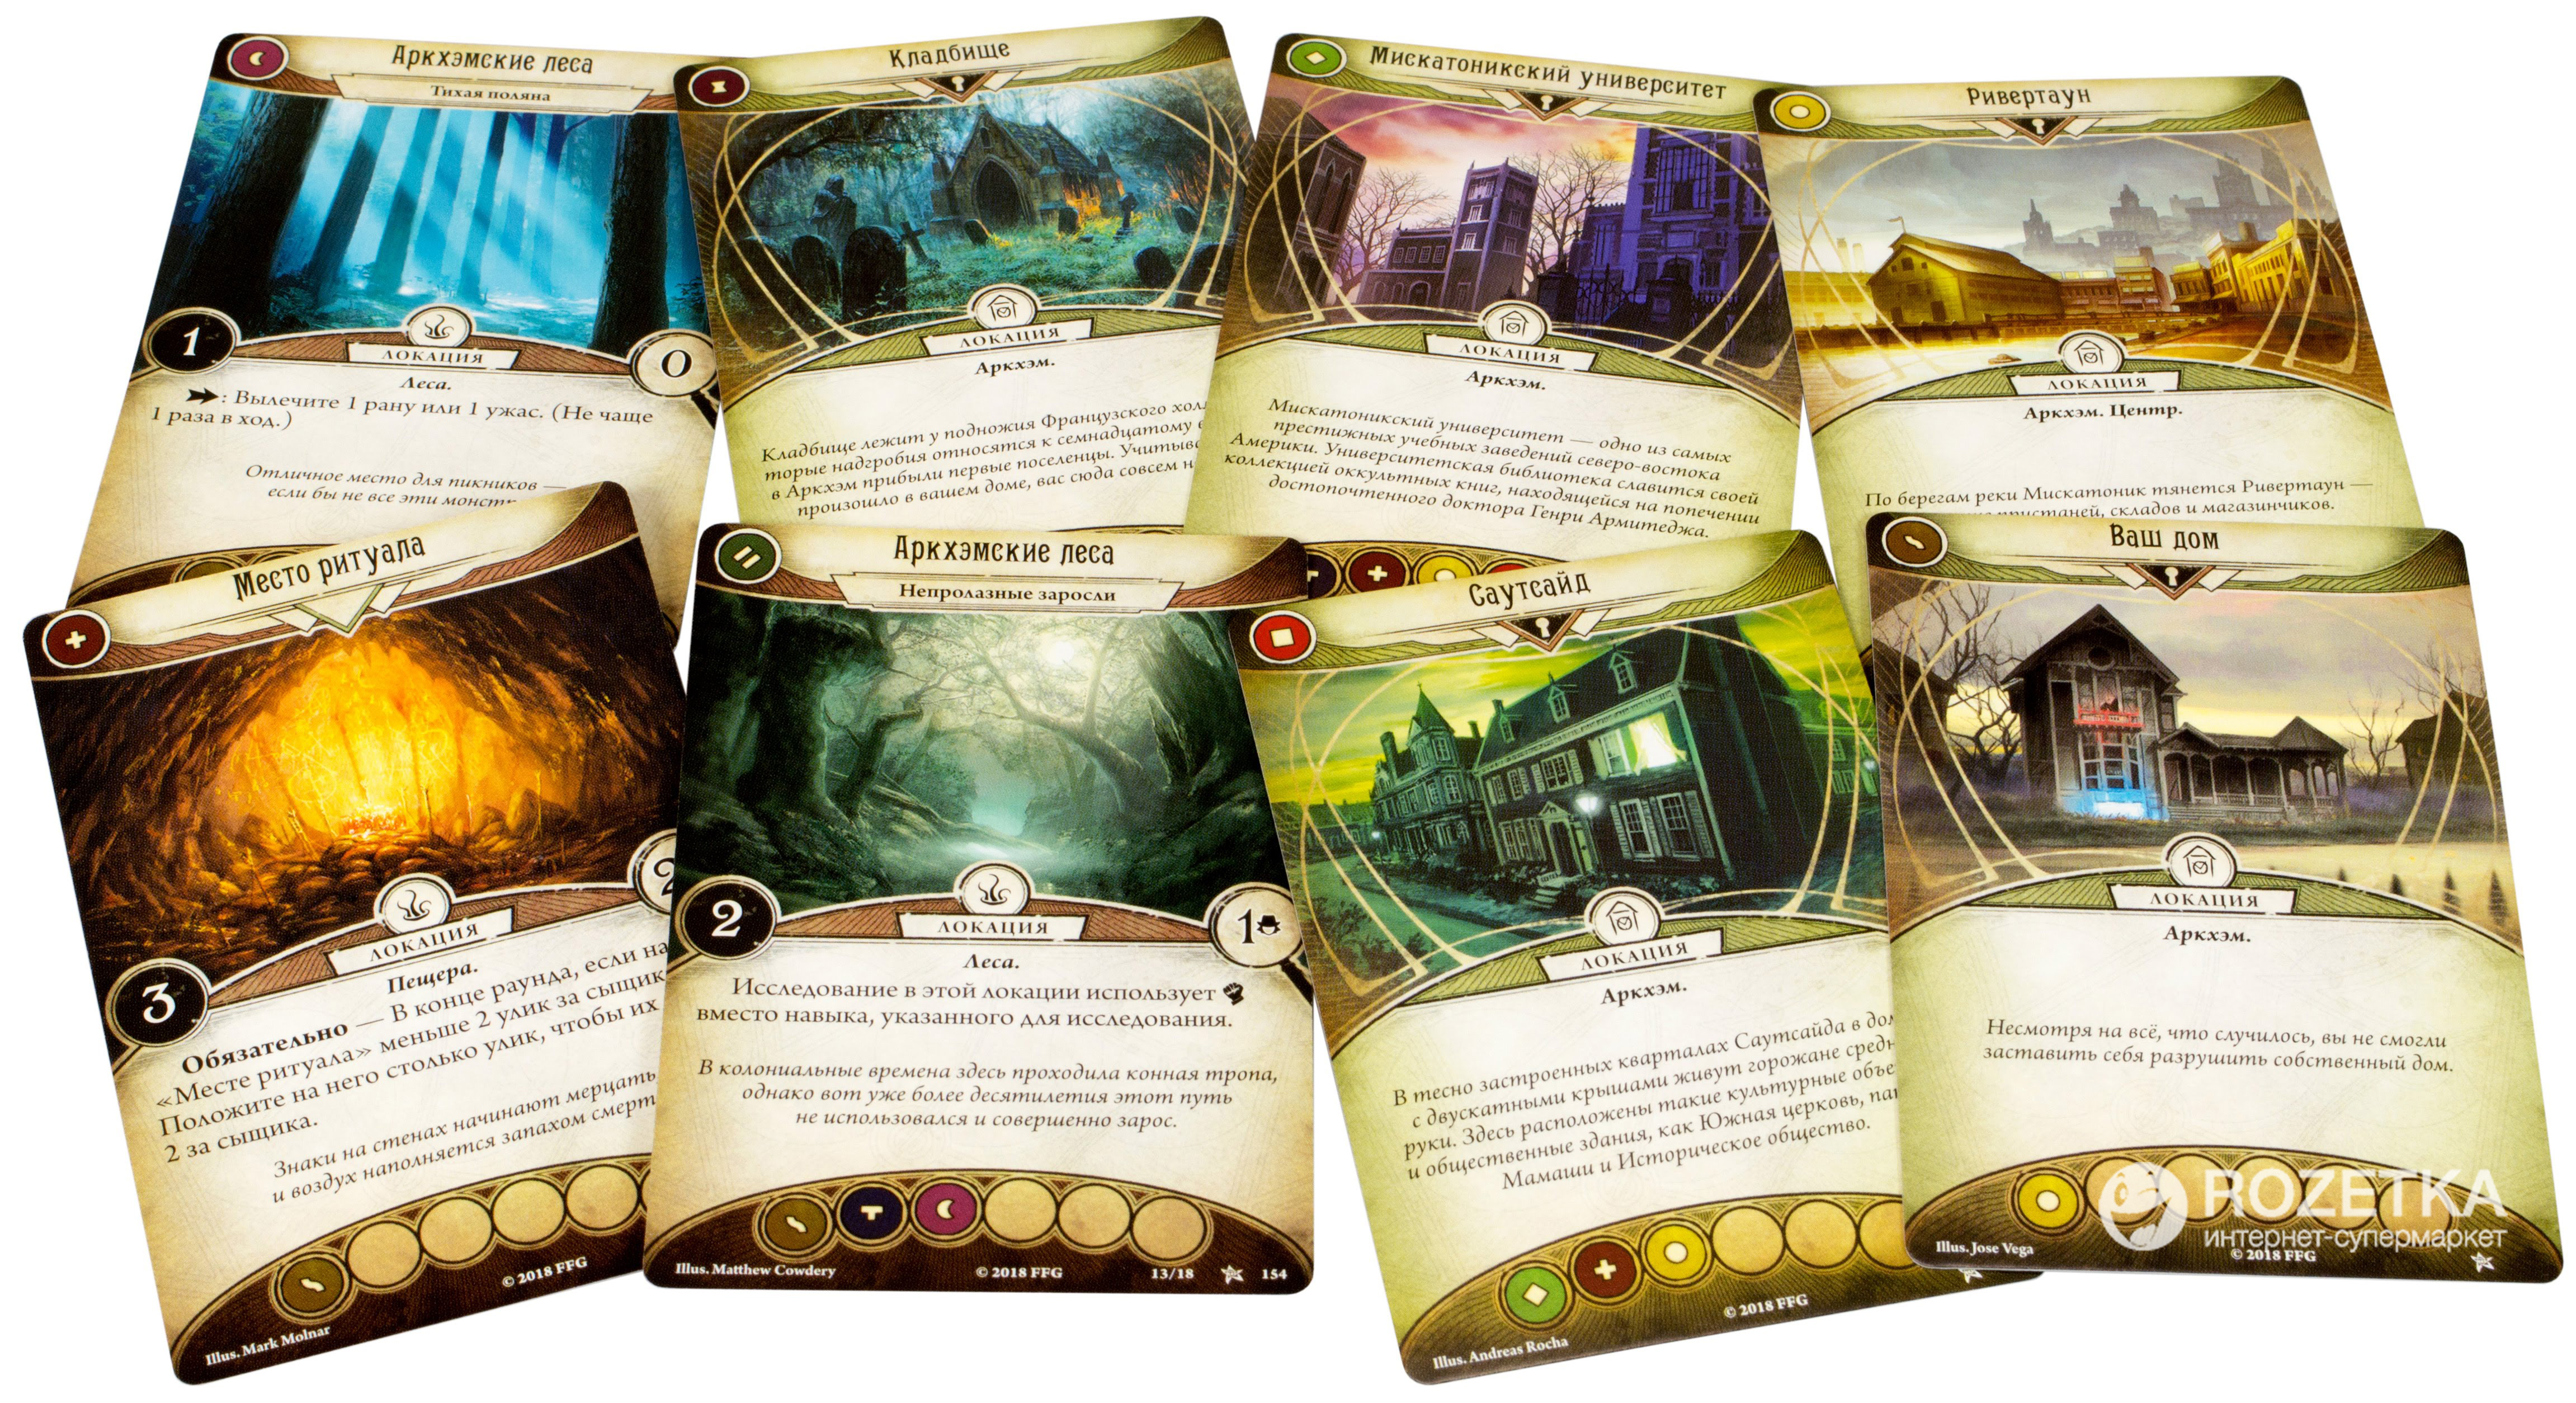 Аркхэмские леса
Тихая поляна
1
0
ЛОКАЦИЯ
Леса.
: Вылечите 1 рану или 1 ужас. (Не чаще
1 раза в ход.)
Отличное место для пикников —
если бы не все эти
Кладбище
ЛОКАЦИЯ
Аркхэм.
Кладбище лежит у подножия Французского
торые надгробия относятся к семнадцатому
в Аркхэм прибыли первые поселенцы.
произошло в вашем доме, вас сюда совсем
Мискатоникский университет
ЛОКАЦИЯ
Аркхэм.
Мискатоникский университет — одно из самых
престижных учебных заведений северо-востока
Америки. Университетская библиотека славится своей
коллекцией оккультных книг, находящейся на попечении
достопочтенного доктора Генри Армитеджа.
Ривертаун
ЛОКАЦИЯ
Аркхэм. Центр.
По берегам реки Мискатоник тянется Ривертаун —
пристаней, складов и магазинчиков.
Место ритуала
2
ЛОКАЦИЯ
3
Пещера.
Обязательно — В конце раунда, если на
«Месте ритуала» меньше 2 улик за сыщика
Положите на него столько улик, чтобы их
2 за сыщика.
Знаки на стенах начинают мерцать
и воздух наполняется запахом
Illus. Mark Molnar
© 2018 FFG
Аркхэмские леса
Непролазные заросли
2
1
ЛОКАЦИЯ
Леса.
Исследование в этой локации использует
вместо навыка, указанного для исследования.
В колониальные времена здесь проходила конная тропа,
однако вот уже более десятилетия этот путь
не использовался и совершенно зарос.
Illus. Matthew Cowdery
© 2018 FFG
13/18
154
Саутсайд
ЛОКАЦИЯ
Аркхэм.
В тесно застроенных кварталах Саутсайда в
с двускатными крышами живут горожане
руки. Здесь расположены такие культурные
и общественные здания, как Южная церковь,
Мамаши и Историческое общество.
Illus. Andreas Rocha
© 2018 FFG
Ваш дом
ЛОКАЦИЯ
Аркхэм.
Несмотря на всё, что случилось, вы не смогли
заставить себя разрушить собственный дом.
Illus. Jose Vega
© 2018 FFG
ROZETKA
интернет-супермаркет